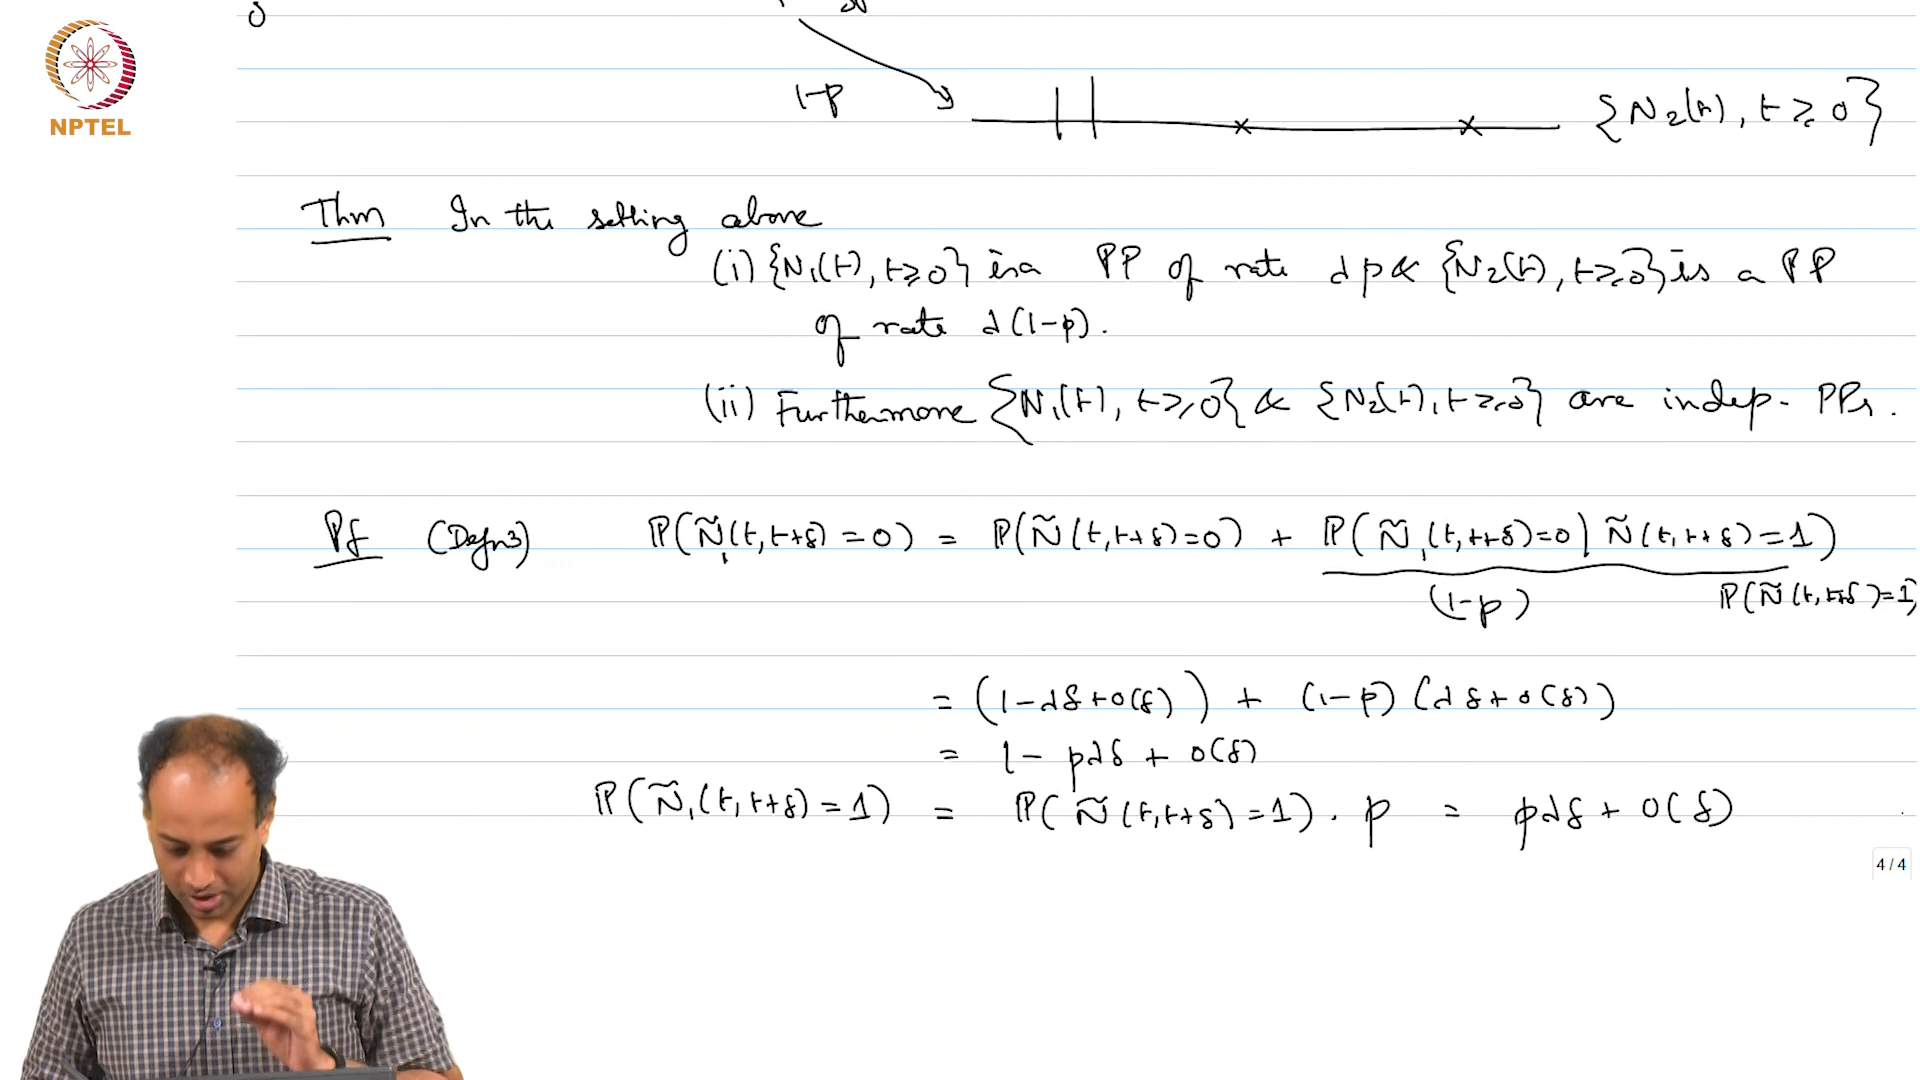 NPTEL
1-p
{N₂(t), t ≥ 0}
Thm In the setting above
(i) {N₁(t), t ≥ 0} is a PP of rate λp & {N₂(t), t ≥ 0} is a PP
of rate λ(1-p).
(ii) Furthermore {N₁(t), t ≥ 0} & {N₂(t), t ≥ 0} are indep. PPs.
Pf (Defn 3) ℙ(Ñ₁(t, t+δ) = 0) = ℙ(Ñ(t, t+δ) = 0) + ℙ(Ñ₁(t, t+δ) = 0 | Ñ(t, t+δ) = 1)
(1-p) ℙ(Ñ(t, t+δ) = 1)
= (1-λδ+o(δ)) + (1-p)(λδ+o(δ))
= 1 - pλδ + o(δ)
ℙ(Ñ₁(t, t+δ) = 1) = ℙ(Ñ(t, t+δ) = 1) . p = pλδ + o(δ)
4 / 4